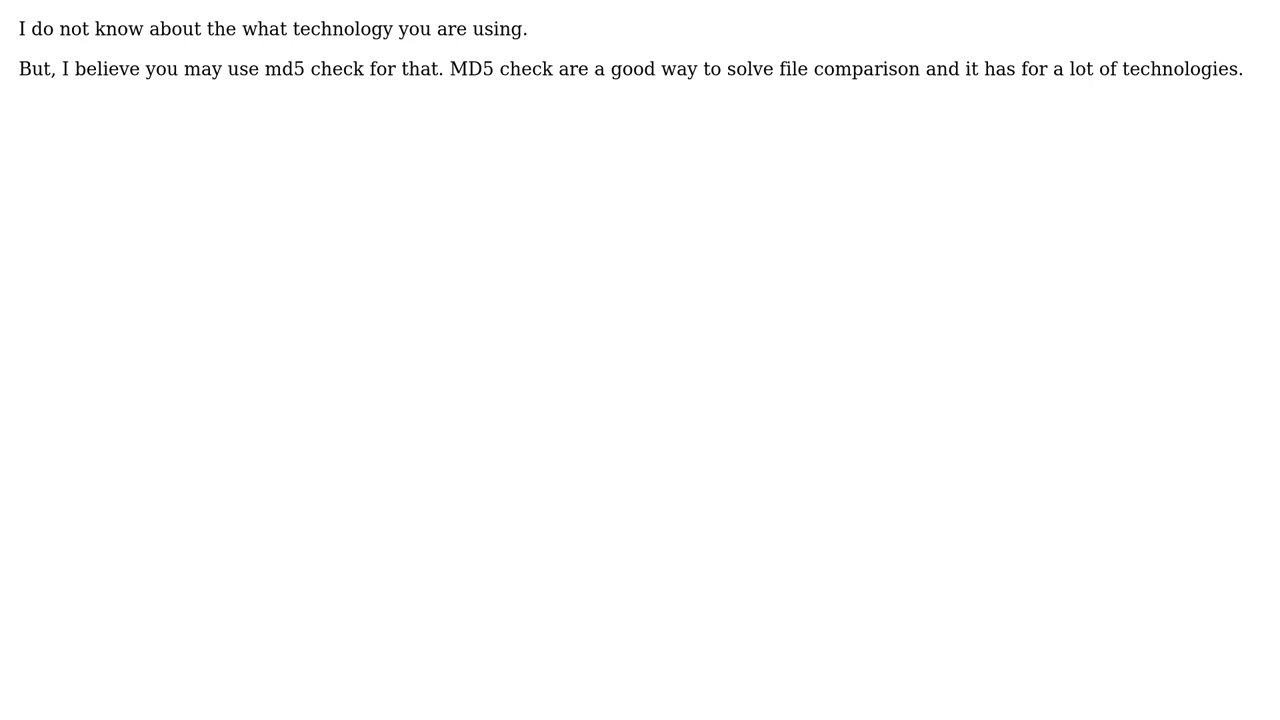 I do not know about the what technology you are using.
But, I believe you may use md5 check for that. MD5 check are a good way to solve file comparison and it has for a lot of technologies.